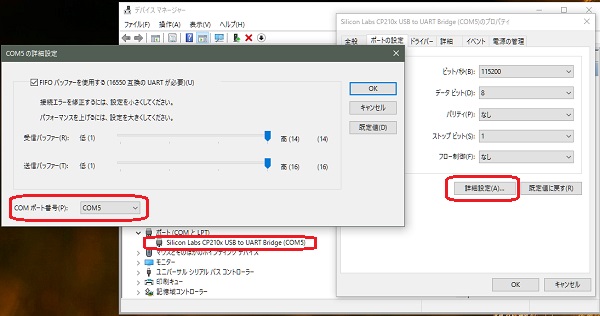 デバイス マネージャー
ファイル(F) 操作(A) 表示(V) ヘルプ(H)
COM5 の詳細設定
FIFO バッファーを使用する (16550 互換の UART が必要)(U)
接続エラーを修正するには、設定を小さくしてください。
パフォーマンスを上げるには、設定を大きくしてください。
受信バッファー(R): 低 (1) 高 (14) (14)
送信バッファー(T): 低 (1) 高 (16) (16)
COM ポート番号(P): COM5
OK
キャンセル
既定値(D)
ポート (COM と LPT)
Silicon Labs CP210x USB to UART Bridge (COM5)
マウスとそのほかのポインティング デバイス
モニター
ユニバーサル シリアル バス コントローラー
印刷キュー
記憶域コントローラー
Silicon Labs CP210x USB to UART Bridge (COM5)のプロパティ
全般 ポートの設定 ドライバー 詳細 イベント 電源の管理
ビット/秒(B): 115200
データ ビット(D): 8
パリティ(P): なし
ストップ ビット(S): 1
フロー制御(F): なし
詳細設定(A)... 既定値に戻す(R)
OK キャンセル